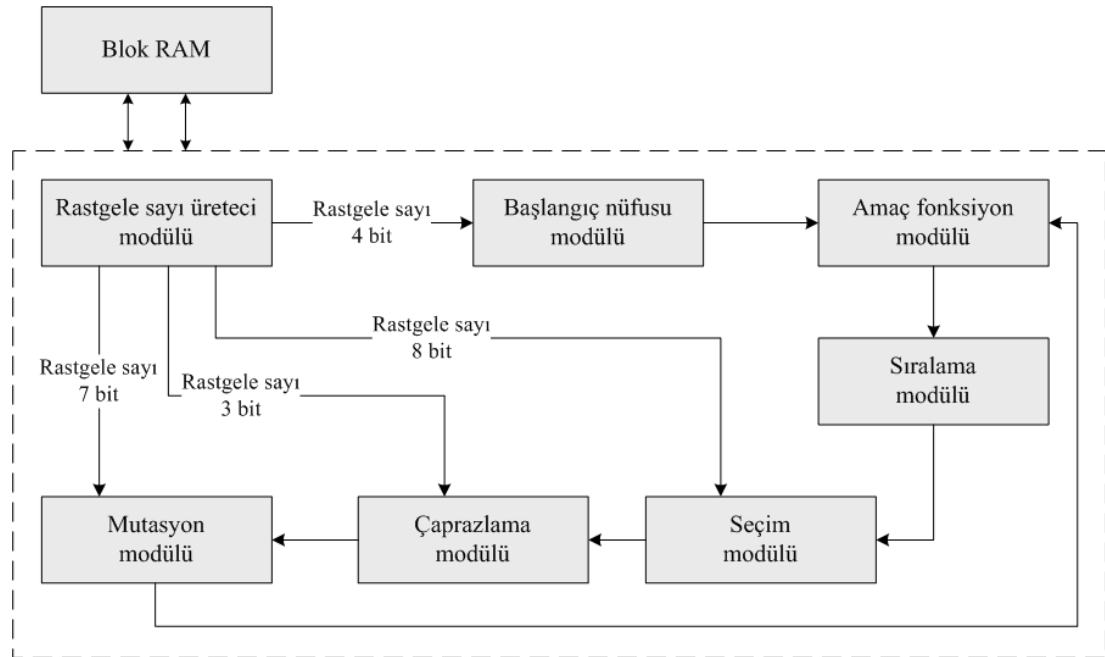 Blok RAM
Rastgele sayı üreteci
modülü
Rastgele sayı
4 bit
Başlangıç nüfusu
modülü
Amaç fonksiyon
modülü
Rastgele sayı
8 bit
Rastgele sayı
7 bit
Rastgele sayı
3 bit
Sıralama
modülü
Mutasyon
modülü
Çaprazlama
modülü
Seçim
modülü